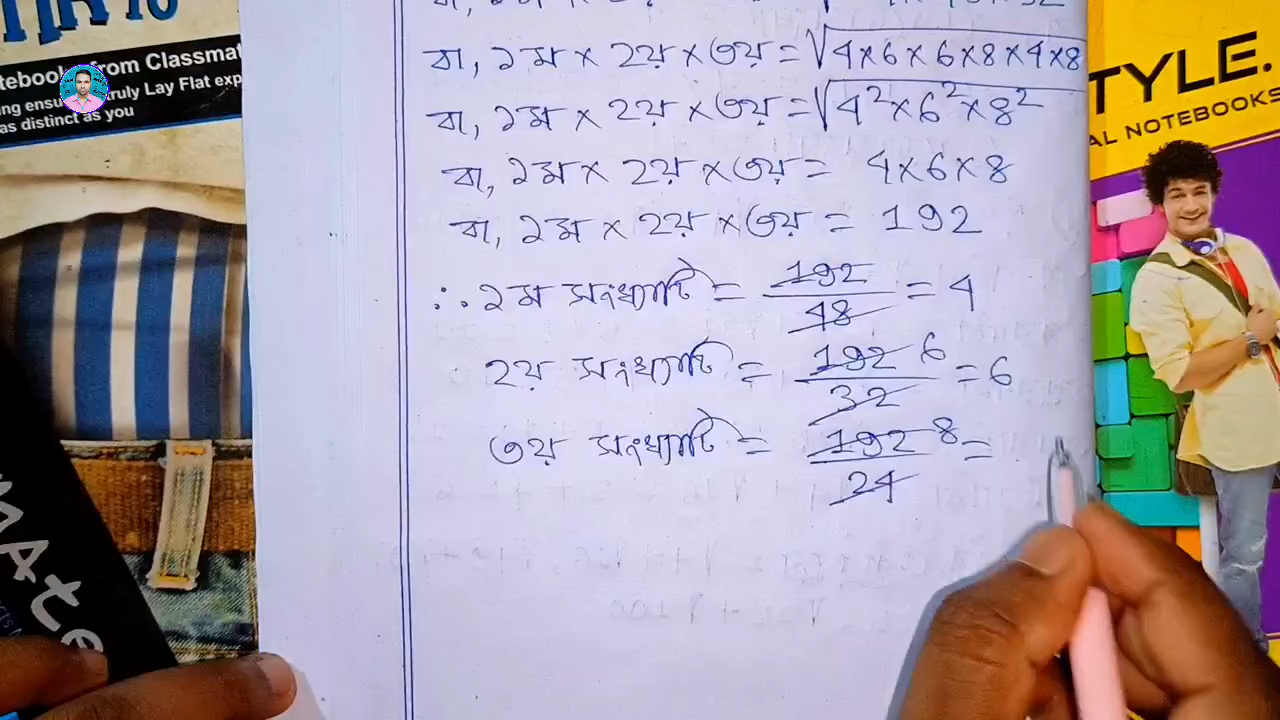 বা, ১ম × ২য় × ৩য় = √4×6×6×8×4×8
বা, ১ম × ২য় × ৩য় = √4²×6²×8²
বা, ১ম × ২য় × ৩য় = 4×6×8
বা, ১ম × ২য় × ৩য় = 192
∴ ১ম সংখ্যাটি = 192/48 = 4
২য় সংখ্যাটি = 192/32 6 = 6
৩য় সংখ্যাটি = 192/24 8 =
tebooks from Classmat
truly Lay Flat exp
as distinct as you
TYLE.
AL NOTEBOOKS